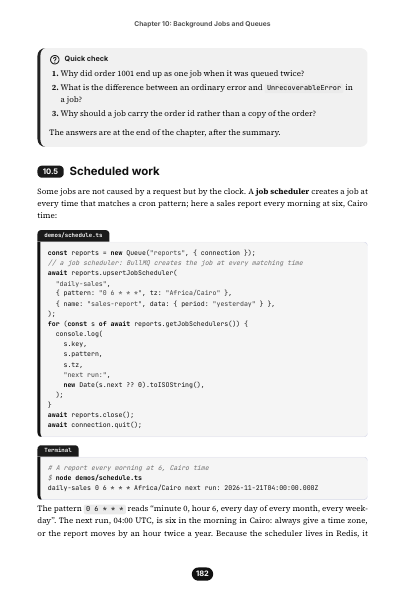 Chapter 10: Background Jobs and Queues
Quick check
1. Why did order 1001 end up as one job when it was queued twice?
2. What is the difference between an ordinary error and UnrecoverableError in
a job?
3. Why should a job carry the order id rather than a copy of the order?
The answers are at the end of the chapter, after the summary.
10.5 Scheduled work
Some jobs are not caused by a request but by the clock. A job scheduler creates a job at
every time that matches a cron pattern; here a sales report every morning at six, Cairo
time:
demos/schedule.ts
const reports = new Queue("reports", { connection });
// a job scheduler: BullMQ creates the job at every matching time
await reports.upsertJobScheduler(
"daily-sales",
{ pattern: "0 6 * * *", tz: "Africa/Cairo" },
{ name: "sales-report", data: { period: "yesterday" } },
);
for (const s of await reports.getJobSchedulers()) {
console.log(
s.key,
s.pattern,
s.tz,
"next run:",
new Date(s.next ?? 0).toISOString(),
);
}
await reports.close();
await connection.quit();
Terminal
# A report every morning at 6, Cairo time
$ node demos/schedule.ts
daily-sales 0 6 * * * Africa/Cairo next run: 2026-11-21T04:00:00.000Z
The pattern 0 6 * * * reads “minute 0, hour 6, every day of every month, every week-
day”. The next run, 04:00 UTC, is six in the morning in Cairo: always give a time zone,
or the report moves by an hour twice a year. Because the scheduler lives in Redis, it
182